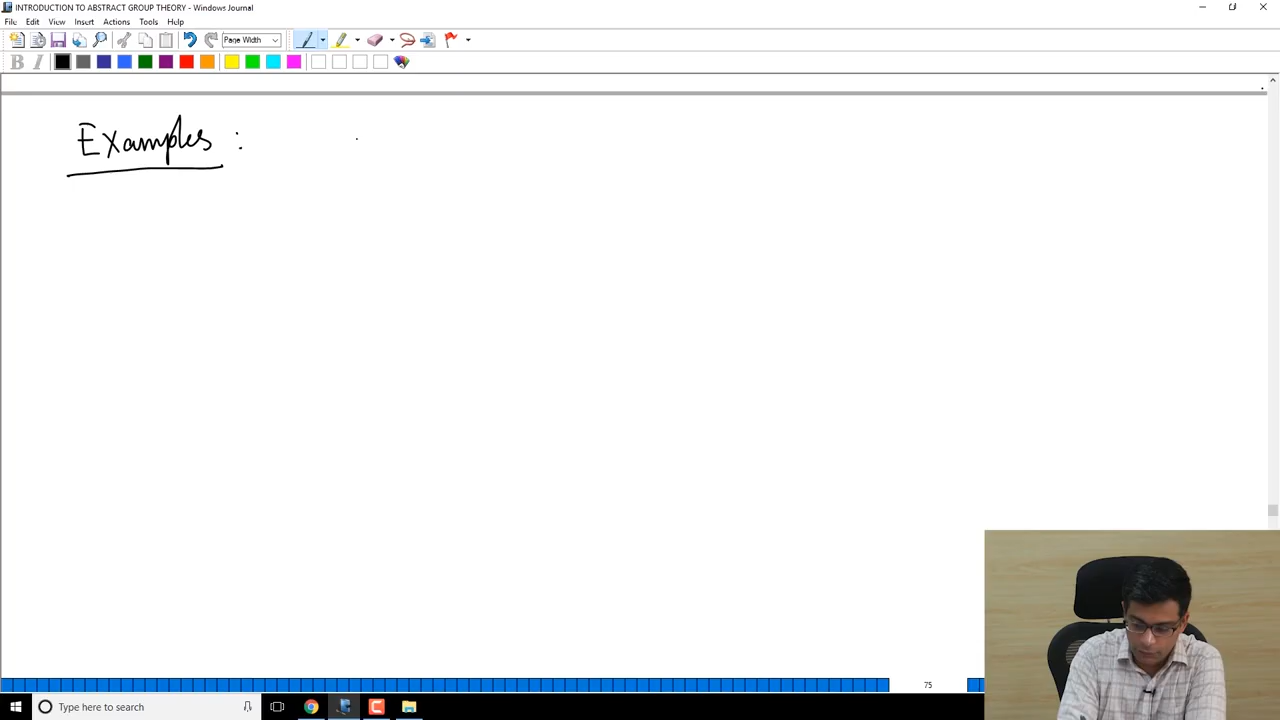 INTRODUCTION TO ABSTRACT GROUP THEORY - Windows Journal
File Edit View Insert Actions Tools Help
Page Width
B I
Examples :
75
Type here to search